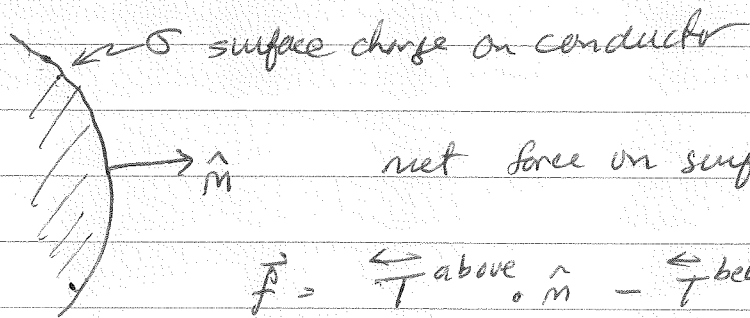 σ surface charge on conductor
n̂ net force on surf
f⃗ = T⃡ above · n̂ - T⃡ be